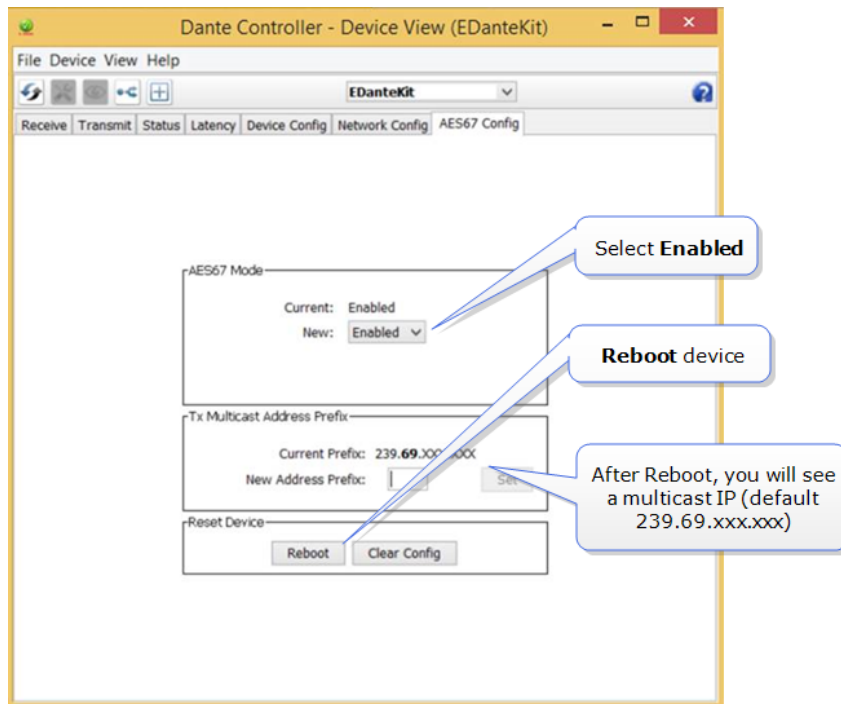 Dante Controller - Device View (EDanteKit)
File Device View Help
EDanteKit
Receive Transmit Status Latency Device Config Network Config AES67 Config
Select Enabled
AES67 Mode
Current: Enabled
New: Enabled
Reboot device
Tx Multicast Address Prefix
Current Prefix: 239.69.XXX.XXX
New Address Prefix: Set
After Reboot, you will see
a multicast IP (default
239.69.xxx.xxx)
Reset Device
Reboot Clear Config